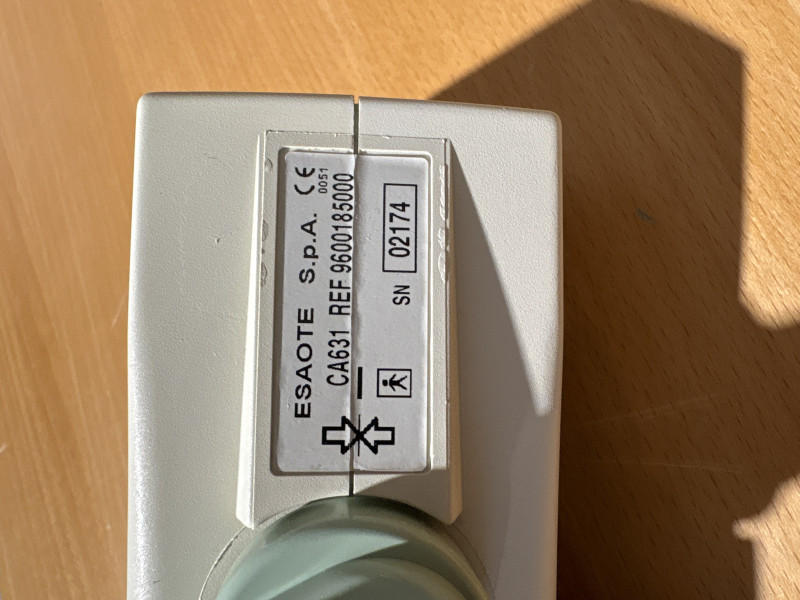 ESAOTE S.p.A. CE
0051
CA631 REF 9600185000
SN 02174